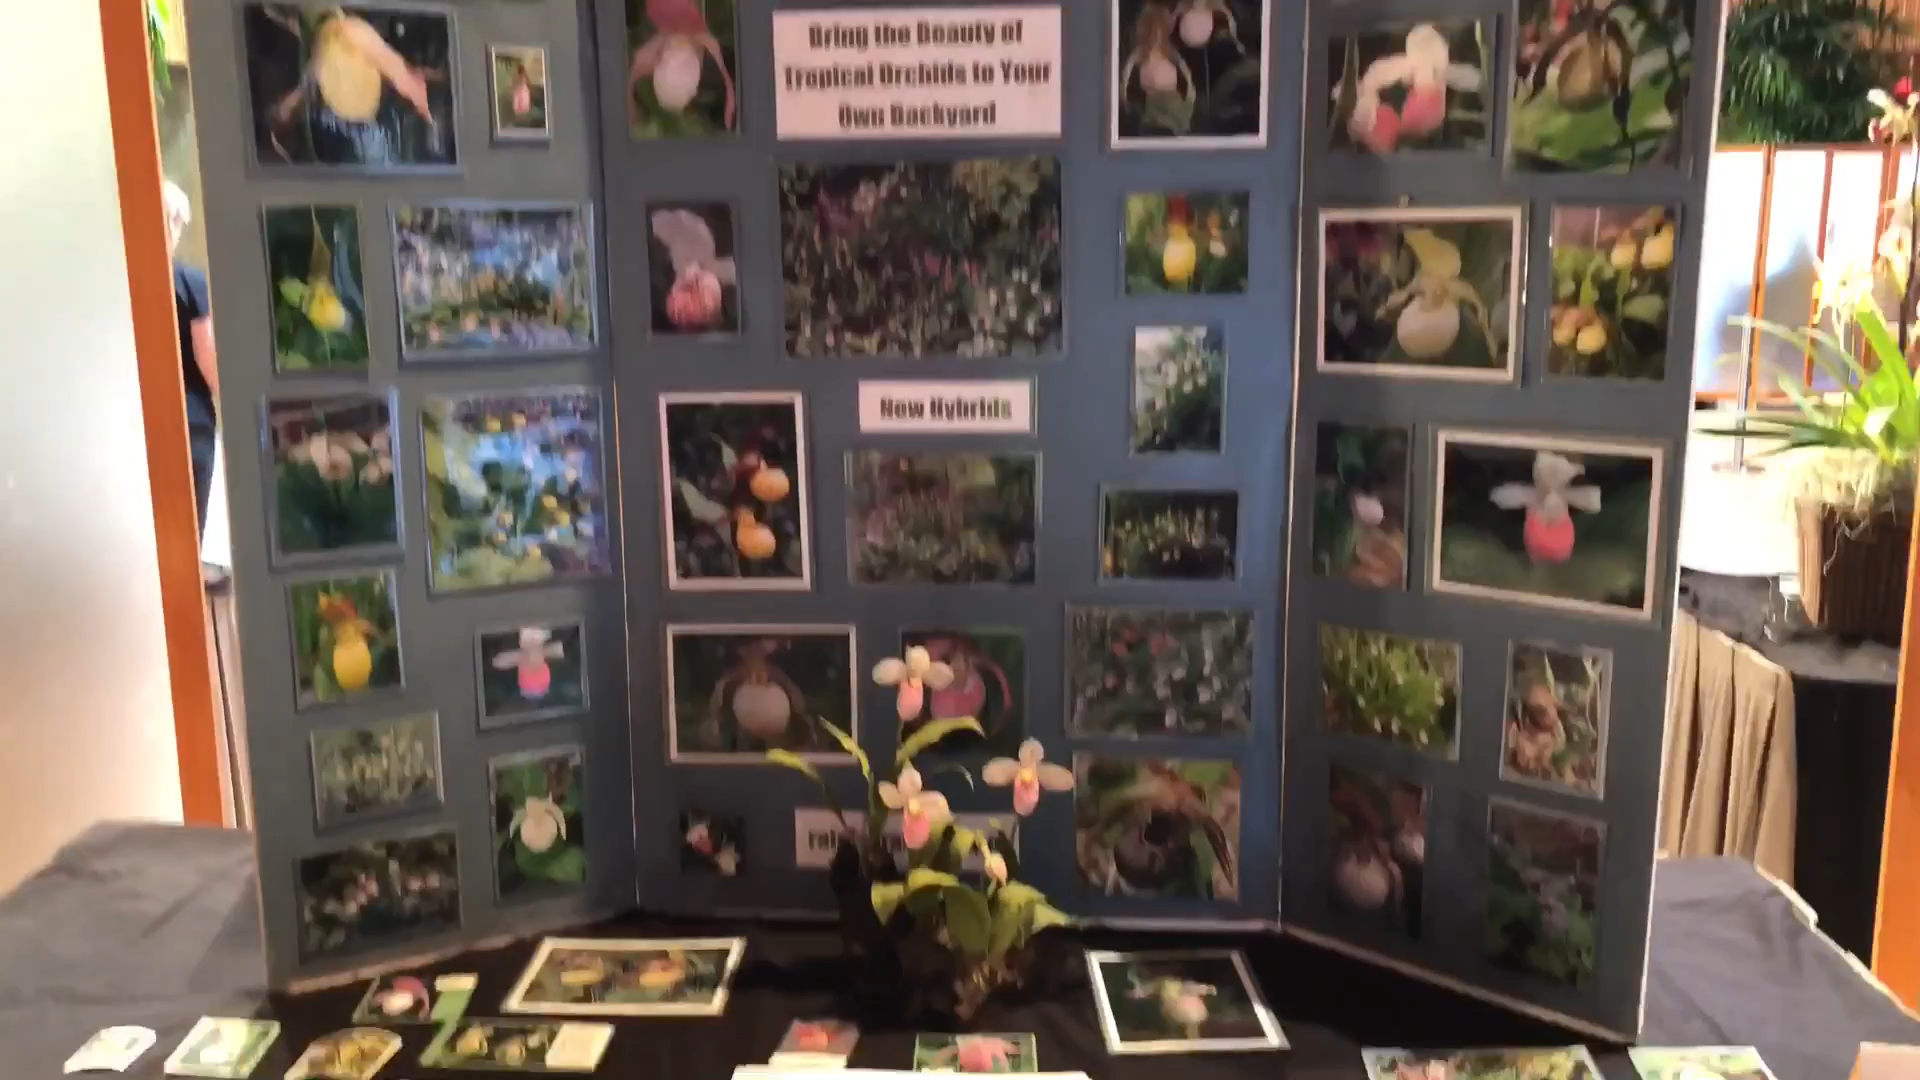 Bring the Beauty of
Tropical Orchids to Your
Own Backyard
New Hybrids